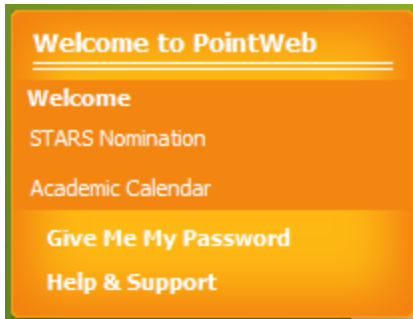 Welcome to PointWeb
Welcome
STARS Nomination
Academic Calendar
Give Me My Password
Help & Support